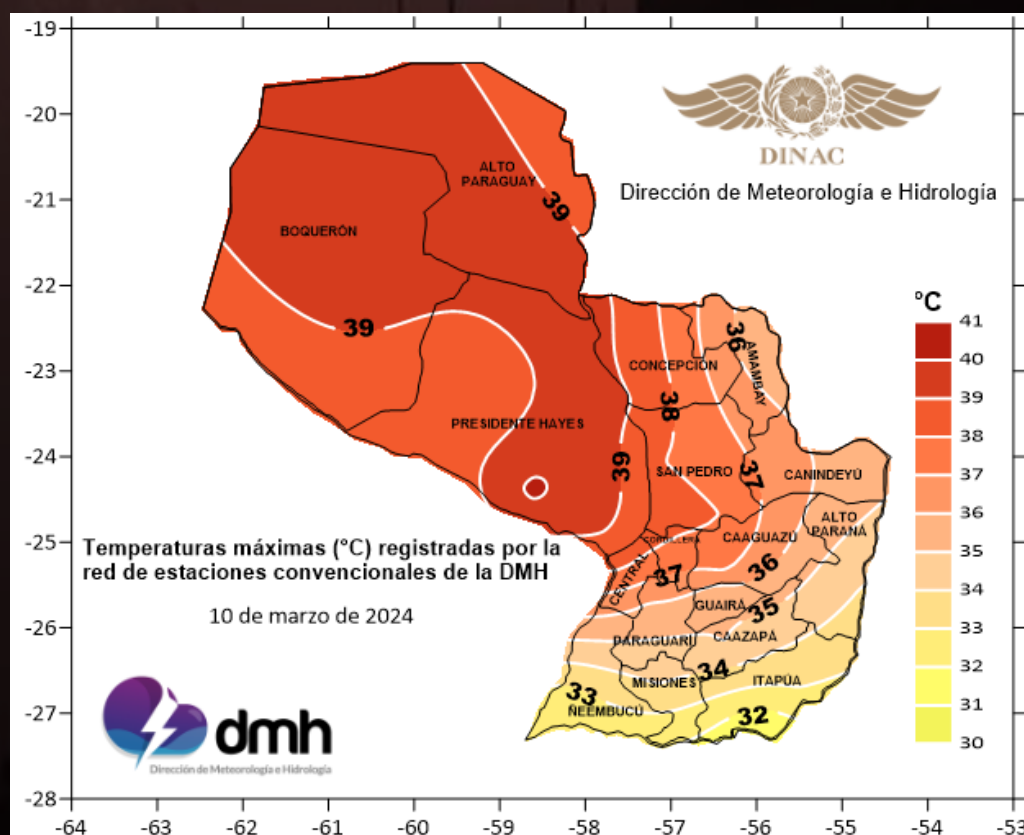 -19
-20
-21
-22
-23
-24
-25
-26
-27
-28
-64
-63
-62
-61
-60
-59
-58
-57
-56
-55
-54
-53
DINAC
Dirección de Meteorología e Hidrología
ALTO
PARAGUAY
39
BOQUERÓN
39
36
AMAMBAY
CONCEPCIÓN
38
PRESIDENTE HAYES
39
SAN PEDRO
37
CANINDEYÚ
ALTO
PARANÁ
CORDILLERA
CAAGUAZÚ
36
CENTRAL
37
GUAIRÁ
35
PARAGUARÍ
CAAZAPÁ
34
MISIONES
ITAPÚA
33
ÑEEMBUCÚ
32
°C
41
40
39
38
37
36
35
34
33
32
31
30
Temperaturas máximas (°C) registradas por la
red de estaciones convencionales de la DMH
10 de marzo de 2024
dmh
Dirección de Meteorología e Hidrología